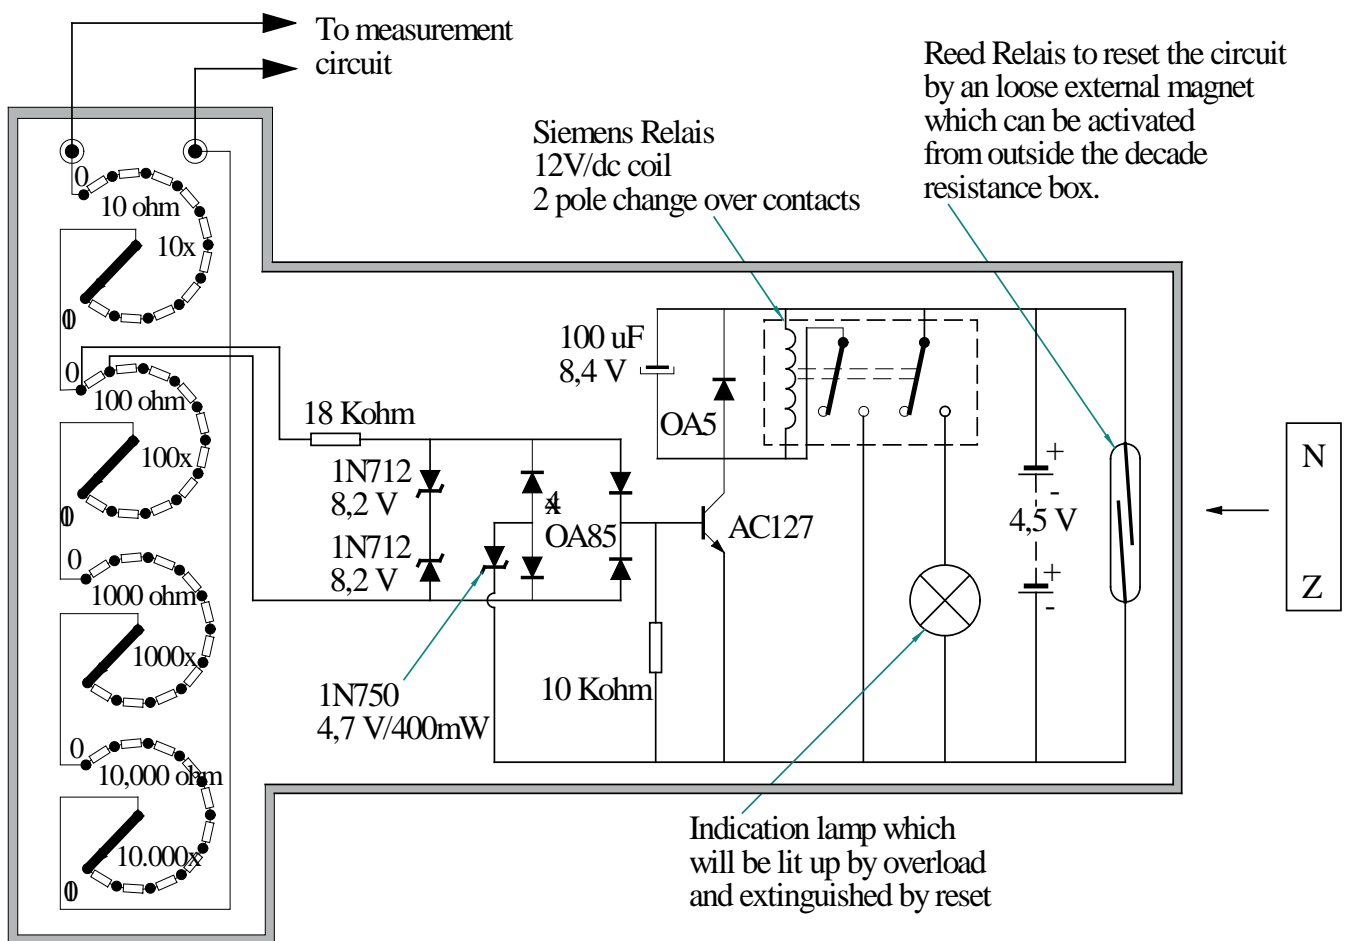 To measurement
circuit
Reed Relais to reset the circuit
by an loose external magnet
which can be activated
from outside the decade
resistance box.
Siemens Relais
12V/dc coil
2 pole change over contacts
0
10 ohm
10x
0
0
100 ohm
100x
0
0
1000 ohm
1000x
0
10,000 ohm
10.000x
0
18 Kohm
1N712
8,2 V
1N712
8,2 V
4x
OA85
1N750
4,7 V/400mW
10 Kohm
100 uF
8,4 V
OA5
AC127
+
-
4,5 V
+
-
N
Z
Indication lamp which
will be lit up by overload
and extinguished by reset